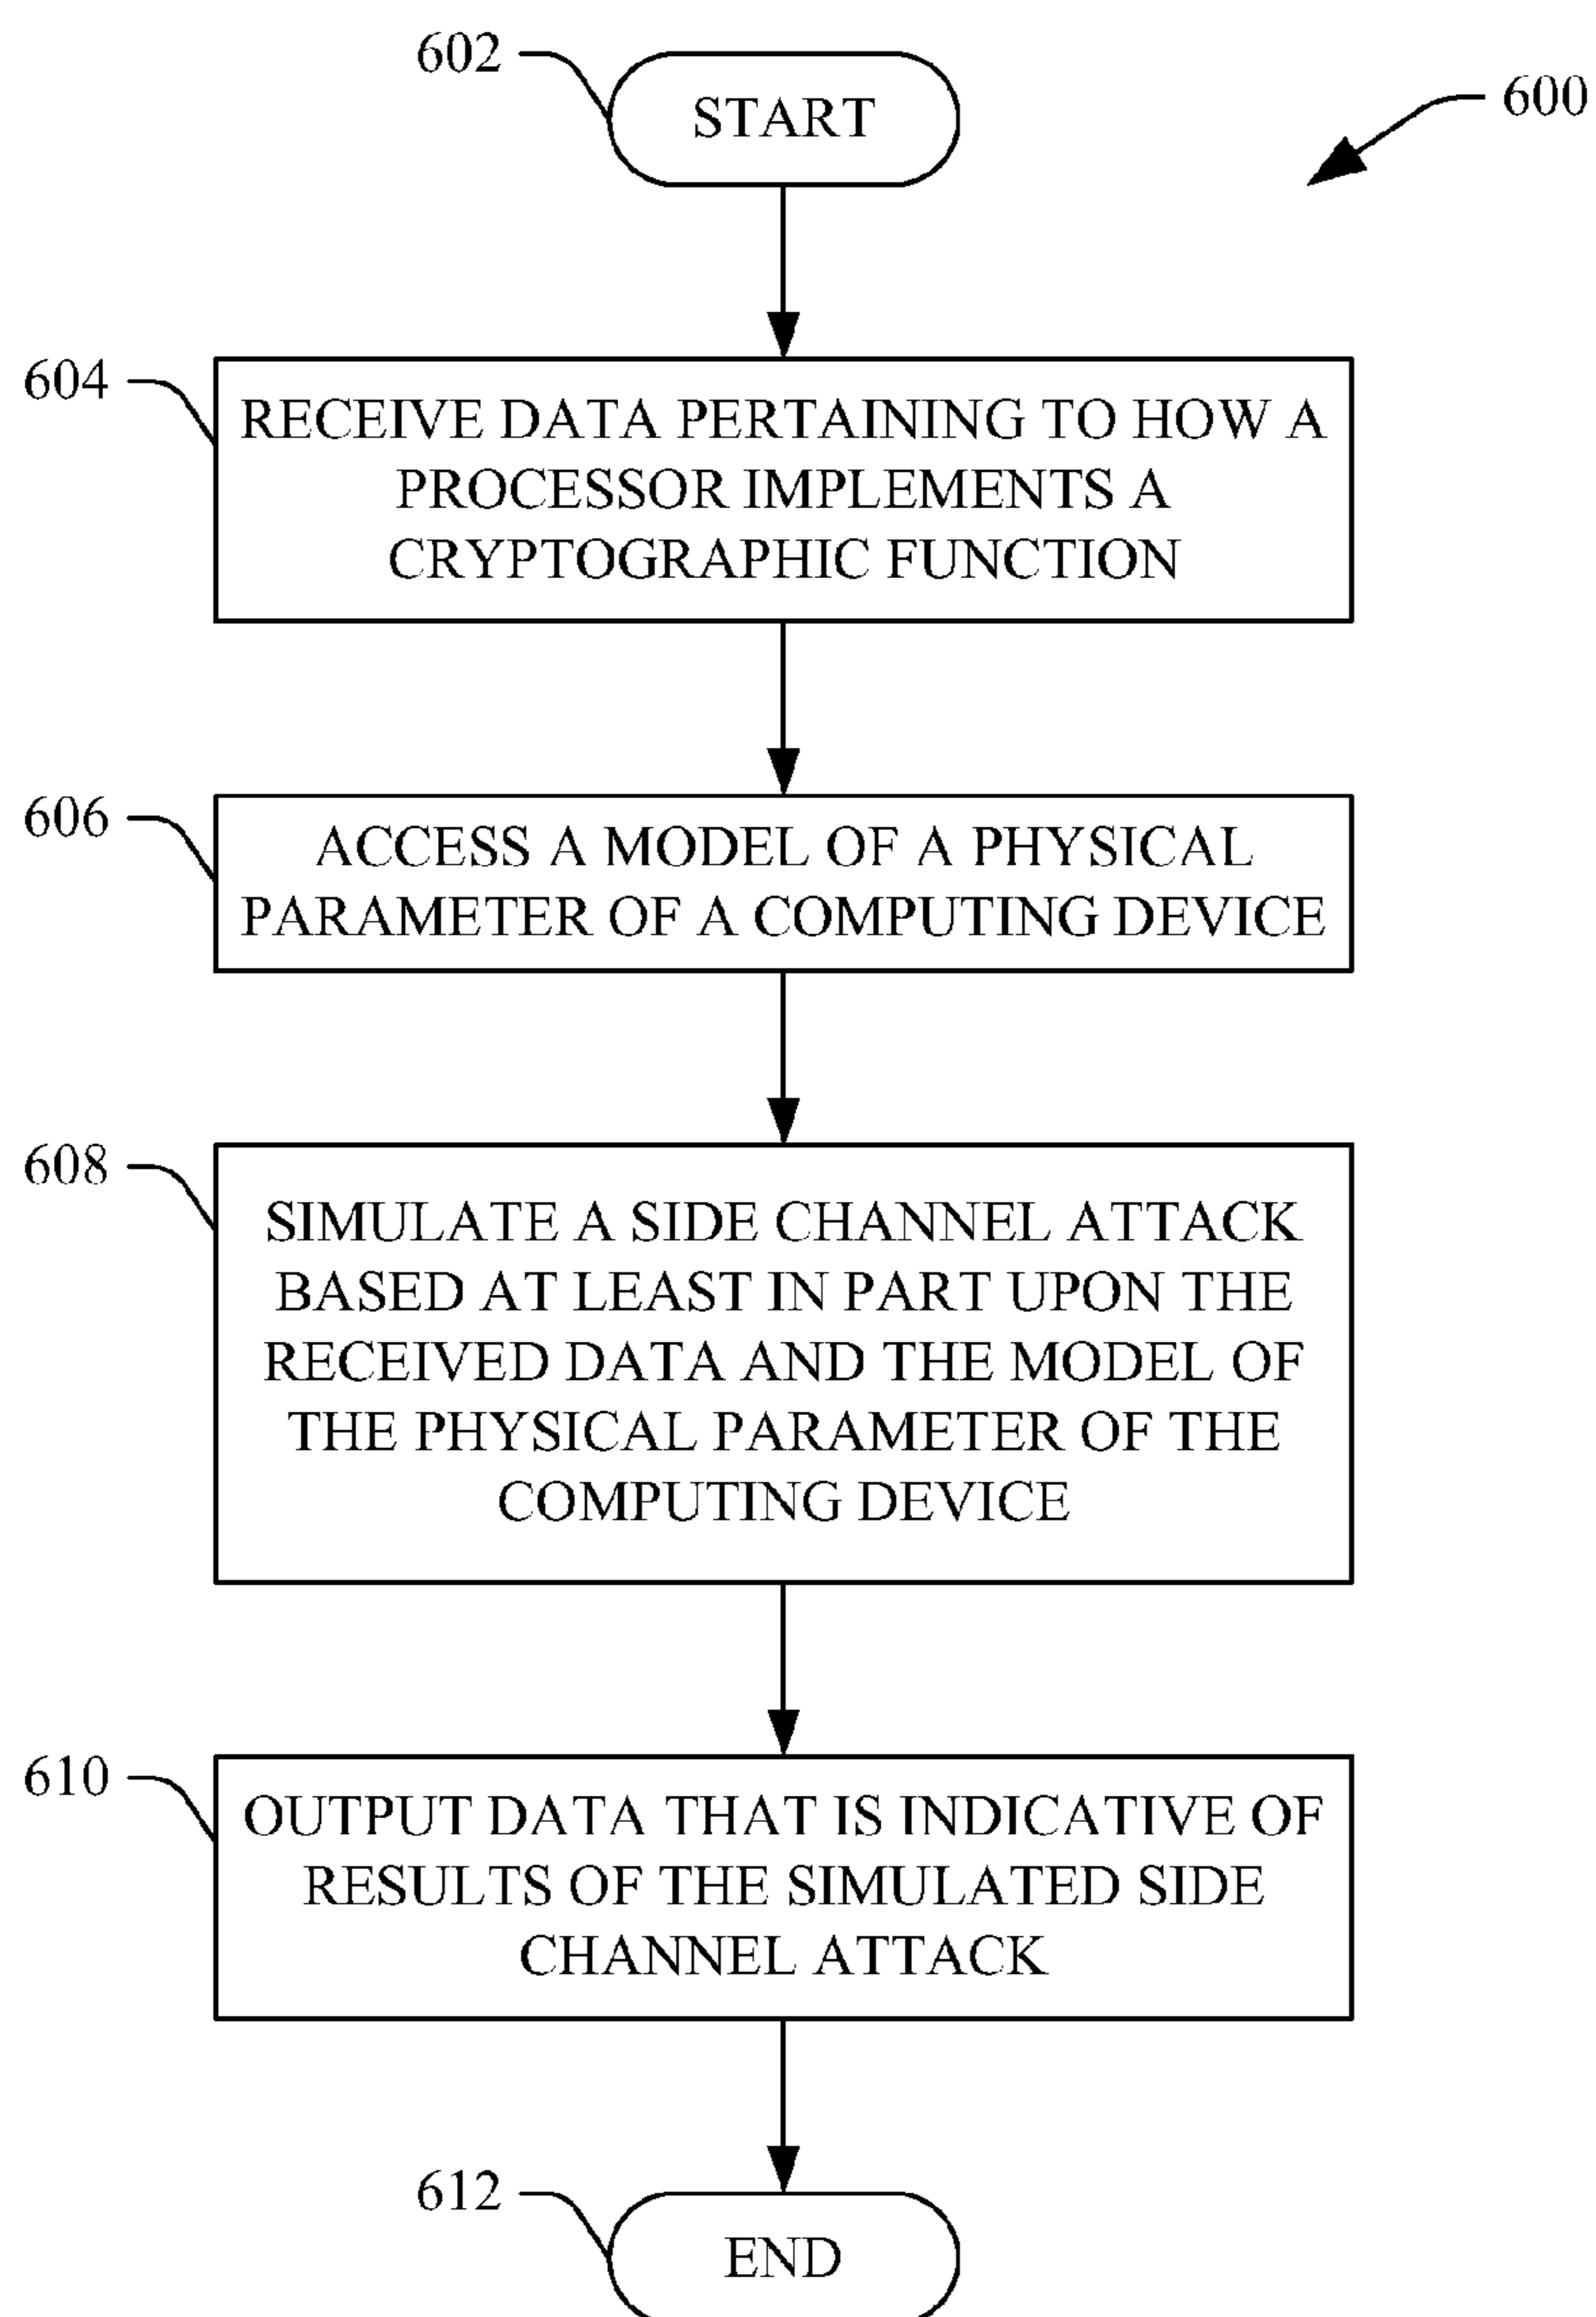 602
START
600
604
RECEIVE DATA PERTAINING TO HOW A
PROCESSOR IMPLEMENTS A
CRYPTOGRAPHIC FUNCTION
606
ACCESS A MODEL OF A PHYSICAL
PARAMETER OF A COMPUTING DEVICE
608
SIMULATE A SIDE CHANNEL ATTACK
BASED AT LEAST IN PART UPON THE
RECEIVED DATA AND THE MODEL OF
THE PHYSICAL PARAMETER OF THE
COMPUTING DEVICE
610
OUTPUT DATA THAT IS INDICATIVE OF
RESULTS OF THE SIMULATED SIDE
CHANNEL ATTACK
612
END